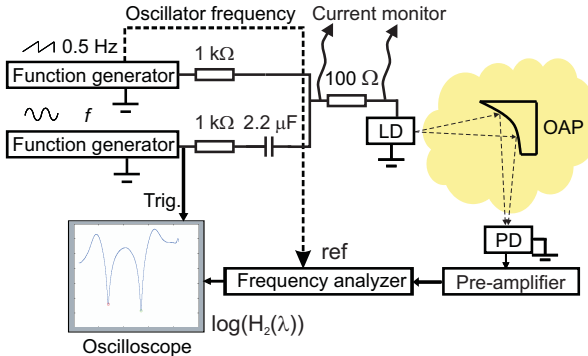 Oscillator frequency
Current monitor
0.5 Hz
1 kΩ
Function generator
100 Ω
OAP
f
1 kΩ
2.2 µF
LD
Function generator
Trig.
PD
ref
Frequency analyzer
Pre-amplifier
log(H₂(λ))
Oscilloscope